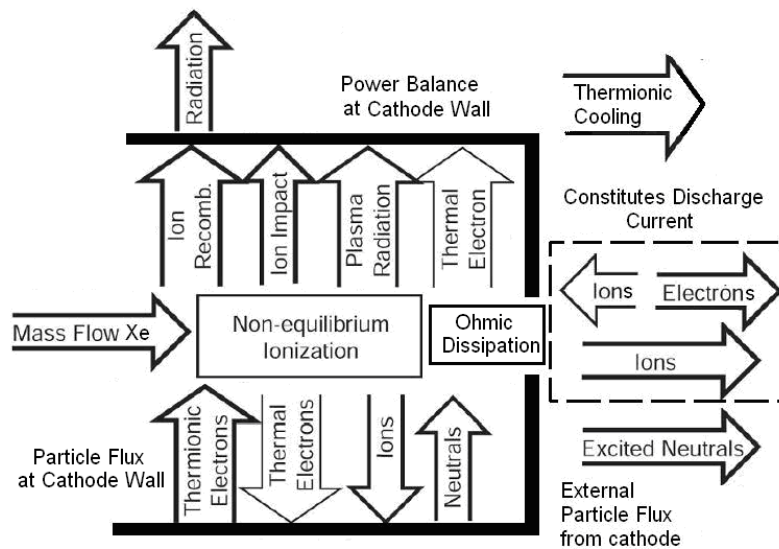 Radiation
Power Balance
at Cathode Wall
Thermionic
Cooling
Ion
Recomb.
Ion Impact
Plasma
Radiation
Thermal
Electron
Constitutes Discharge
Current
Ions
Electrons
Mass Flow Xe
Non-equilibrium
Ionization
Ohmic
Dissipation
Ions
Particle Flux
at Cathode Wall
Thermionic
Electrons
Thermal
Electrons
Ions
Neutrals
Excited Neutrals
External
Particle Flux
from cathode